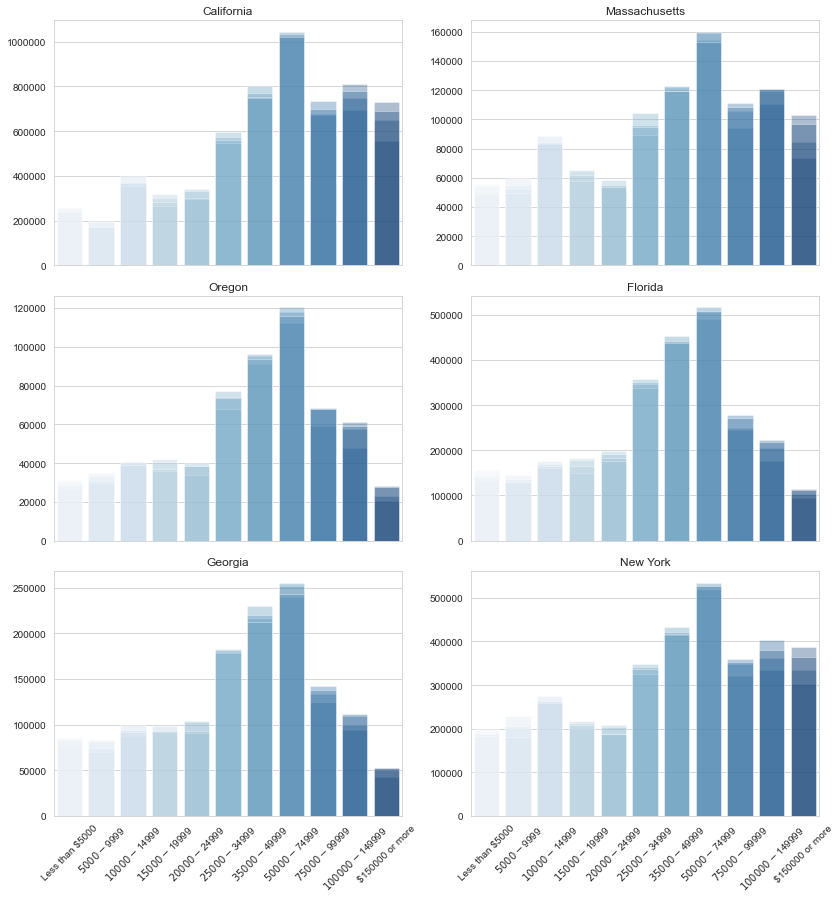 California
Massachusetts
1000000
800000
600000
400000
200000
0
160000
140000
120000
100000
80000
60000
40000
20000
0
Oregon
Florida
120000
100000
80000
60000
40000
20000
0
500000
400000
300000
200000
100000
0
Georgia
New York
250000
200000
150000
100000
50000
0
500000
400000
300000
200000
100000
0
Less than $5000
5000 − 9999
10000 − 14999
15000 − 19999
20000 − 24999
25000 − 34999
35000 − 49999
50000 − 74999
75000 − 99999
100000 − 149999
$150000 or more
Less than $5000
5000 − 9999
10000 − 14999
15000 − 19999
20000 − 24999
25000 − 34999
35000 − 49999
50000 − 74999
75000 − 99999
100000 − 149999
$150000 or more